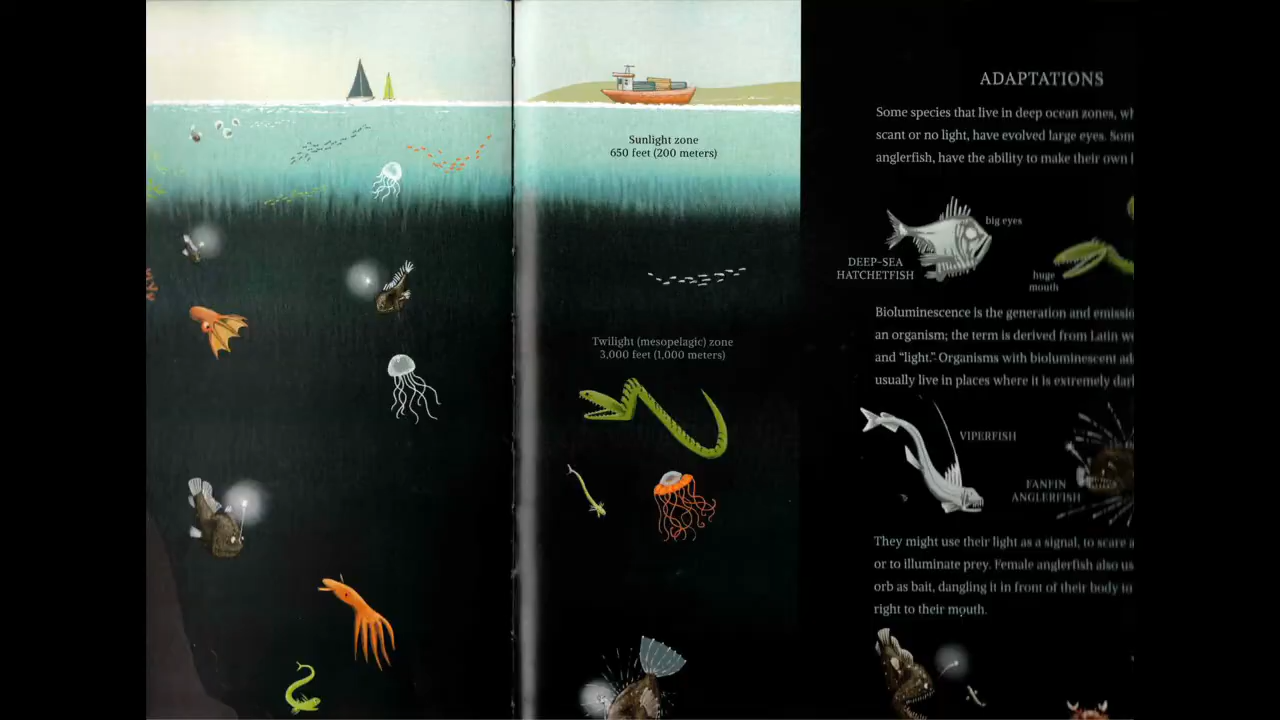 Sunlight zone
650 feet (200 meters)
Twilight (mesopelagic) zone
3,000 feet (1,000 meters)
ADAPTATIONS
Some species that live in deep ocean zones, wh
scant or no light, have evolved large eyes. Som
anglerfish, have the ability to make their own l
big eyes
DEEP-SEA
HATCHETFISH
huge
mouth
Bioluminescence is the generation and emissio
an organism; the term is derived from Latin w
and “light.” Organisms with bioluminescent ad
usually live in places where it is extremely dar
VIPERFISH
FANFIN
ANGLERFISH
They might use their light as a signal, to scare a
or to illuminate prey. Female anglerfish also us
orb as bait, dangling it in front of their body to
right to their mouth.